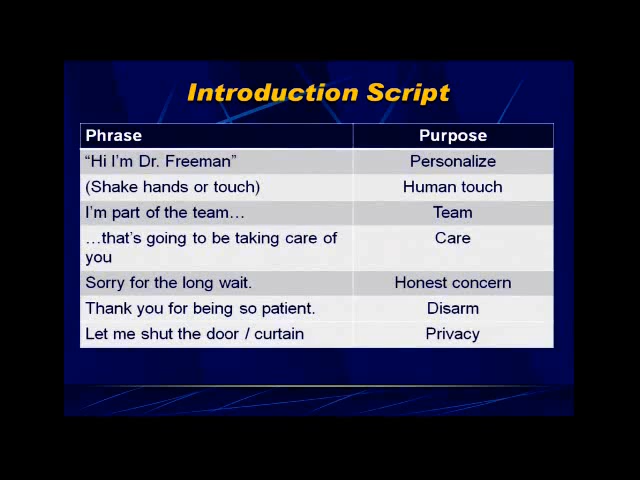 Introduction Script
Phrase Purpose
“Hi I’m Dr. Freeman” Personalize
(Shake hands or touch) Human touch
I’m part of the team… Team
…that’s going to be taking care of Care
you
Sorry for the long wait. Honest concern
Thank you for being so patient. Disarm
Let me shut the door / curtain Privacy